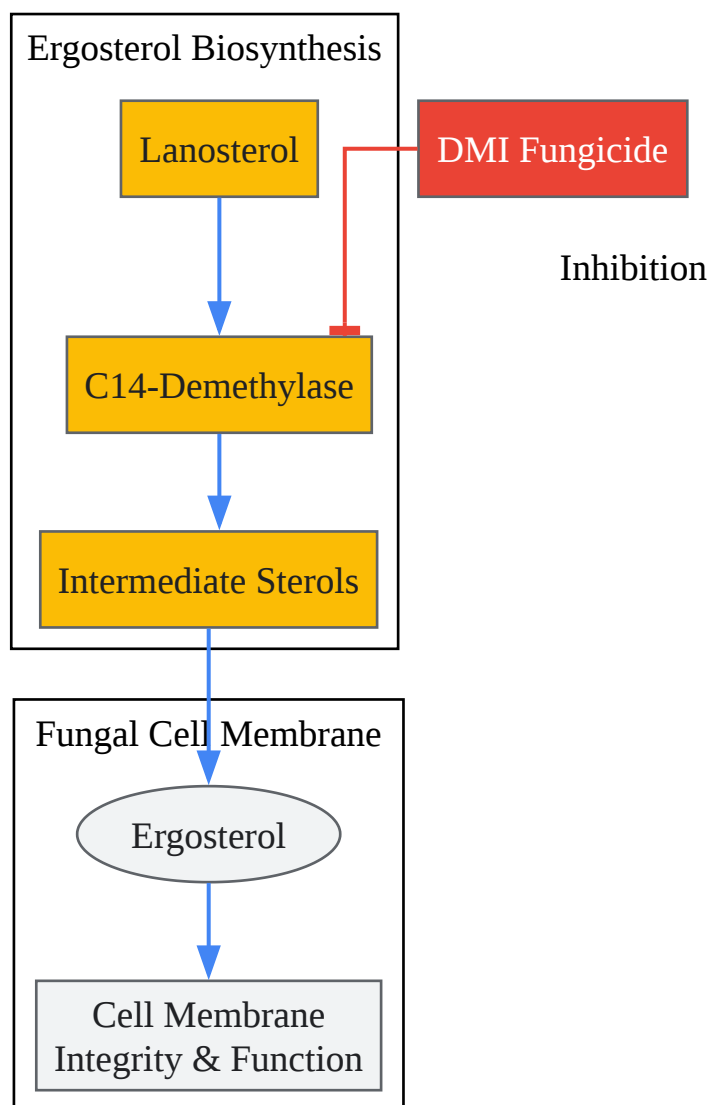 Ergosterol Biosynthesis
Lanosterol
DMI Fungicide
Inhibition
C14-Demethylase
Intermediate Sterols
Fungal Cell Membrane
Ergosterol
Cell Membrane
Integrity & Function